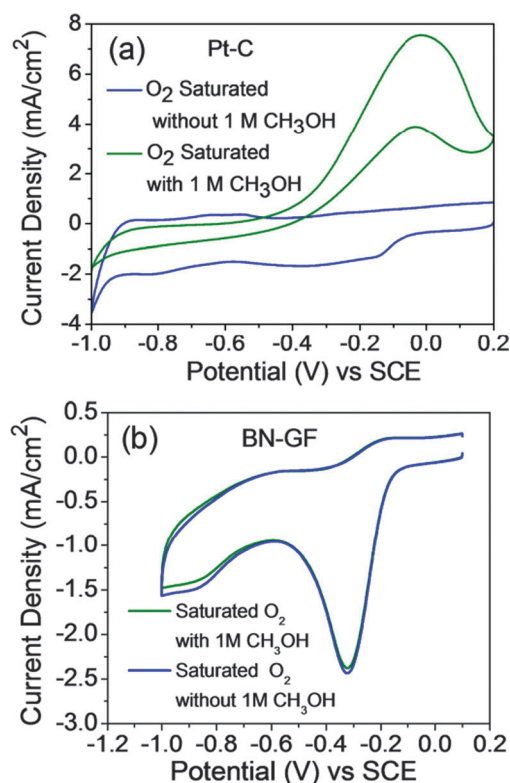 (a) Pt-C
O2 Saturated
without 1 M CH3OH
O2 Saturated
with 1 M CH3OH
Current Density (mA/cm2)
8
6
4
2
0
-2
-4
-1.0 -0.8 -0.6 -0.4 -0.2 0.0 0.2
Potential (V) vs SCE
(b) BN-GF
Saturated O2
with 1M CH3OH
Saturated O2
without 1M CH3OH
Current Density (mA/cm2)
0.5
0.0
-0.5
-1.0
-1.5
-2.0
-2.5
-3.0
-1.2 -1.0 -0.8 -0.6 -0.4 -0.2 0.0 0.2
Potential (V) vs SCE